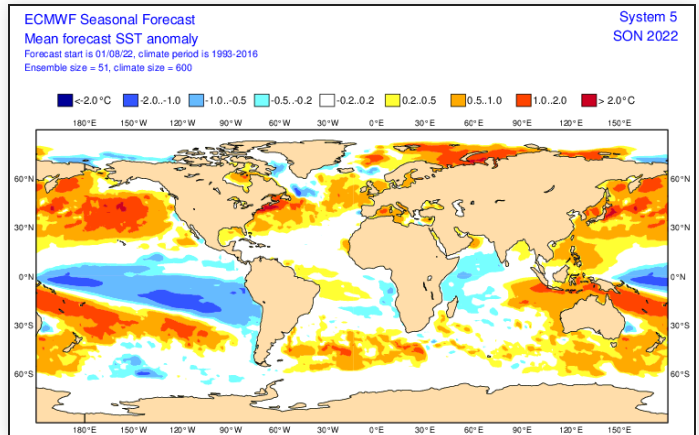 ECMWF Seasonal Forecast
System 5
Mean forecast SST anomaly
SON 2022
Forecast start is 01/08/22, climate period is 1993-2016
Ensemble size = 51, climate size = 600
<-2.0°C -2.0..-1.0 -1.0..-0.5 -0.5..-0.2 -0.2..0.2 0.2..0.5 0.5..1.0 1.0..2.0 > 2.0°C
180°E 150°W 120°W 90°W 60°W 30°W 0°E 30°E 60°E 90°E 120°E 150°E
60°N 60°N
30°N 30°N
0°N 0°N
30°S 30°S
60°S 60°S
180°E 150°W 120°W 90°W 60°W 30°W 0°E 30°E 60°E 90°E 120°E 150°E